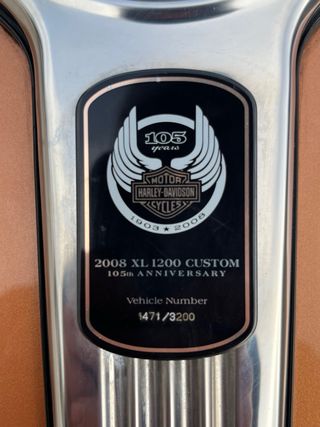 105
years
MOTOR
HARLEY-DAVIDSON
CYCLES
1903 ★ 2008
2008 XL 1200 CUSTOM
105th ANNIVERSARY
Vehicle Number
1471/3200